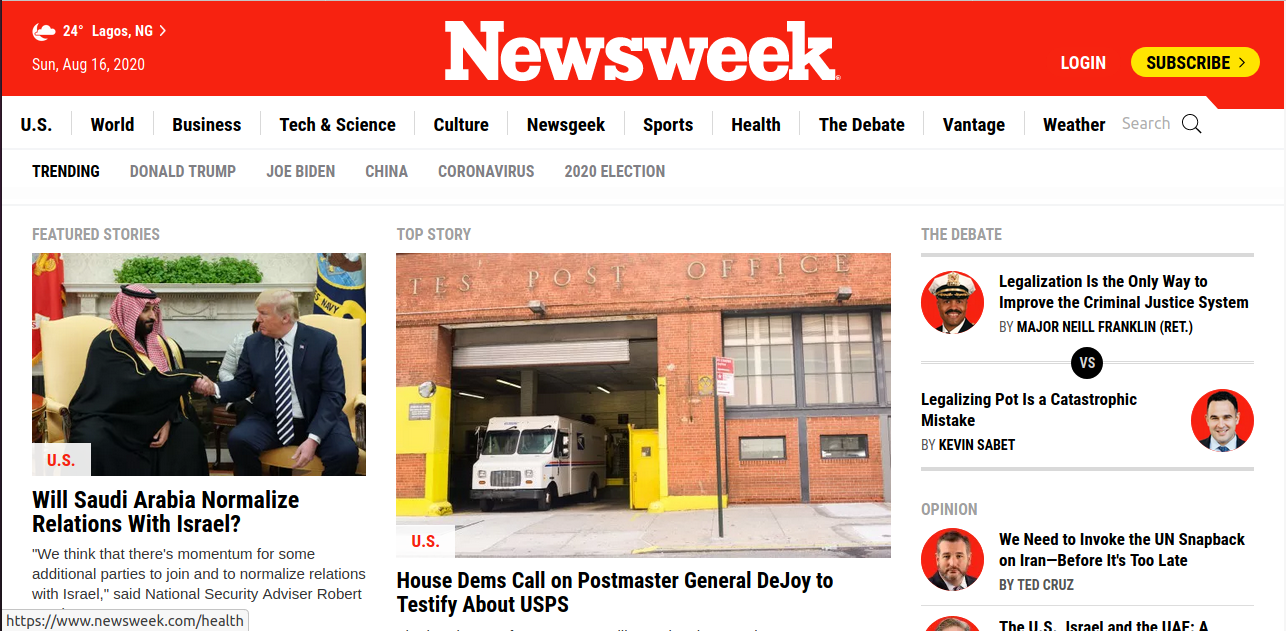 24° Lagos, NG
Sun, Aug 16, 2020
Newsweek
LOGIN
SUBSCRIBE
U.S. World Business Tech & Science Culture Newsgeek Sports Health The Debate Vantage Weather Search
TRENDING DONALD TRUMP JOE BIDEN CHINA CORONAVIRUS 2020 ELECTION
FEATURED STORIES
U.S.
Will Saudi Arabia Normalize
Relations With Israel?
"We think that there's momentum for some
additional parties to join and to normalize relations
with Israel," said National Security Adviser Robert
https://www.newsweek.com/health
TOP STORY
TES POST OFFICE
U.S.
House Dems Call on Postmaster General DeJoy to
Testify About USPS
THE DEBATE
Legalization Is the Only Way to
Improve the Criminal Justice System
BY MAJOR NEILL FRANKLIN (RET.)
VS
Legalizing Pot Is a Catastrophic
Mistake
BY KEVIN SABET
OPINION
We Need to Invoke the UN Snapback
on Iran—Before It's Too Late
BY TED CRUZ
The U.S., Israel and the UAE: A